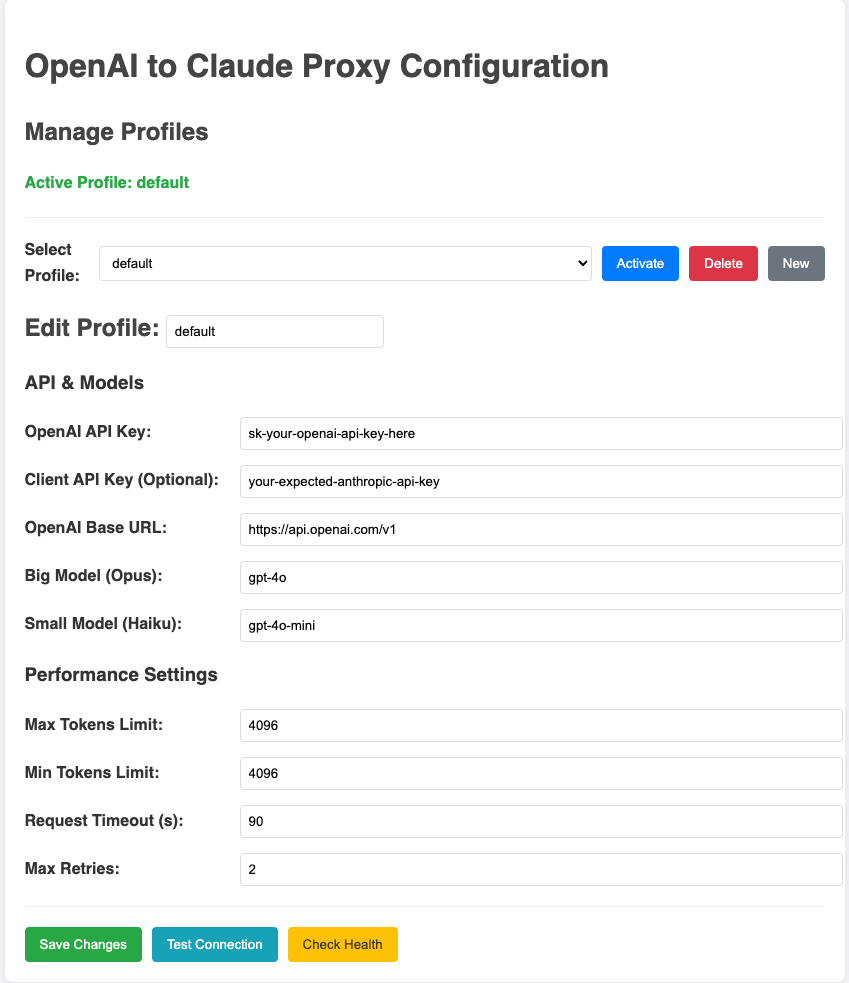 OpenAI to Claude Proxy Configuration
Manage Profiles
Active Profile: default
Select
Profile:
default
Activate
Delete
New
Edit Profile:
default
API & Models
OpenAI API Key:
sk-your-openai-api-key-here
Client API Key (Optional):
your-expected-anthropic-api-key
OpenAI Base URL:
https://api.openai.com/v1
Big Model (Opus):
gpt-4o
Small Model (Haiku):
gpt-4o-mini
Performance Settings
Max Tokens Limit:
4096
Min Tokens Limit:
4096
Request Timeout (s):
90
Max Retries:
2
Save Changes
Test Connection
Check Health